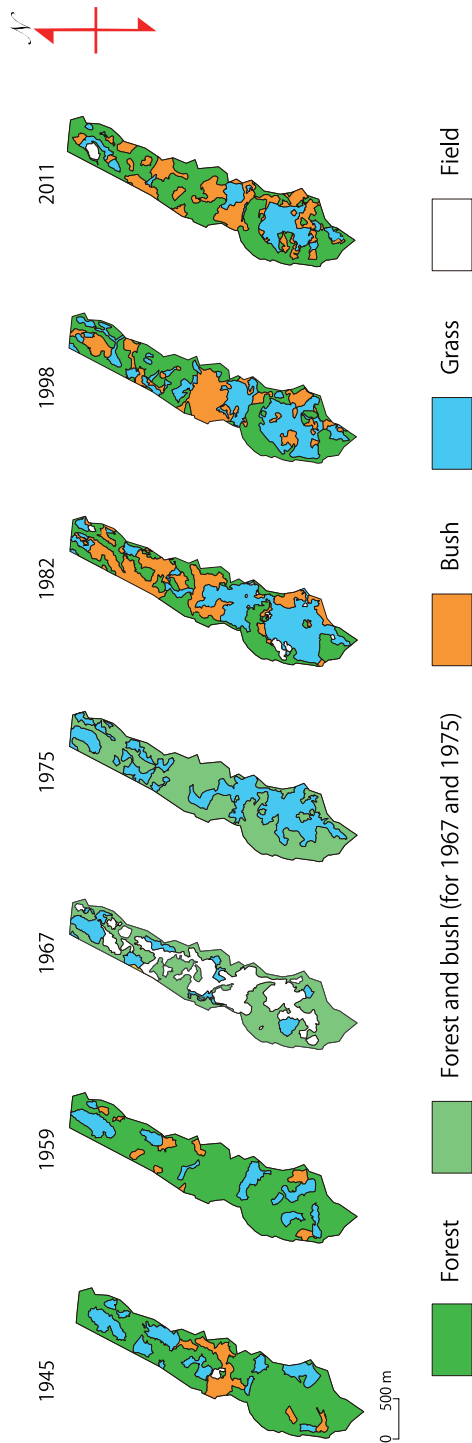 N
1945
1959
1967
1975
1982
1998
2011
0 500 m
Forest
Forest and bush (for 1967 and 1975)
Bush
Grass
Field